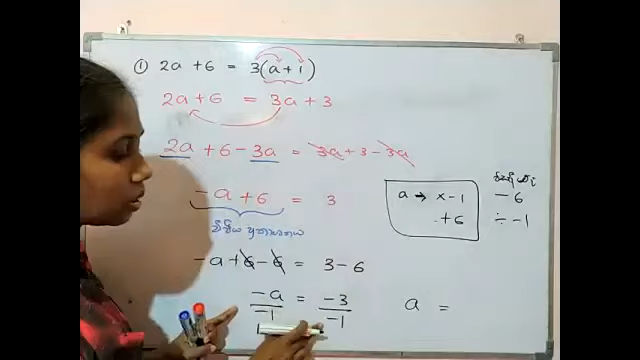 ① 2a + 6 = 3(a + 1)
2a + 6 = 3a + 3
2a + 6 - 3a = 3a + 3 - 3a
-a + 6 = 3
a → × -1
+ 6
- 6
÷ -1
-a + 6 - 6 = 3 - 6
-a/-1 = -3/-1
a =